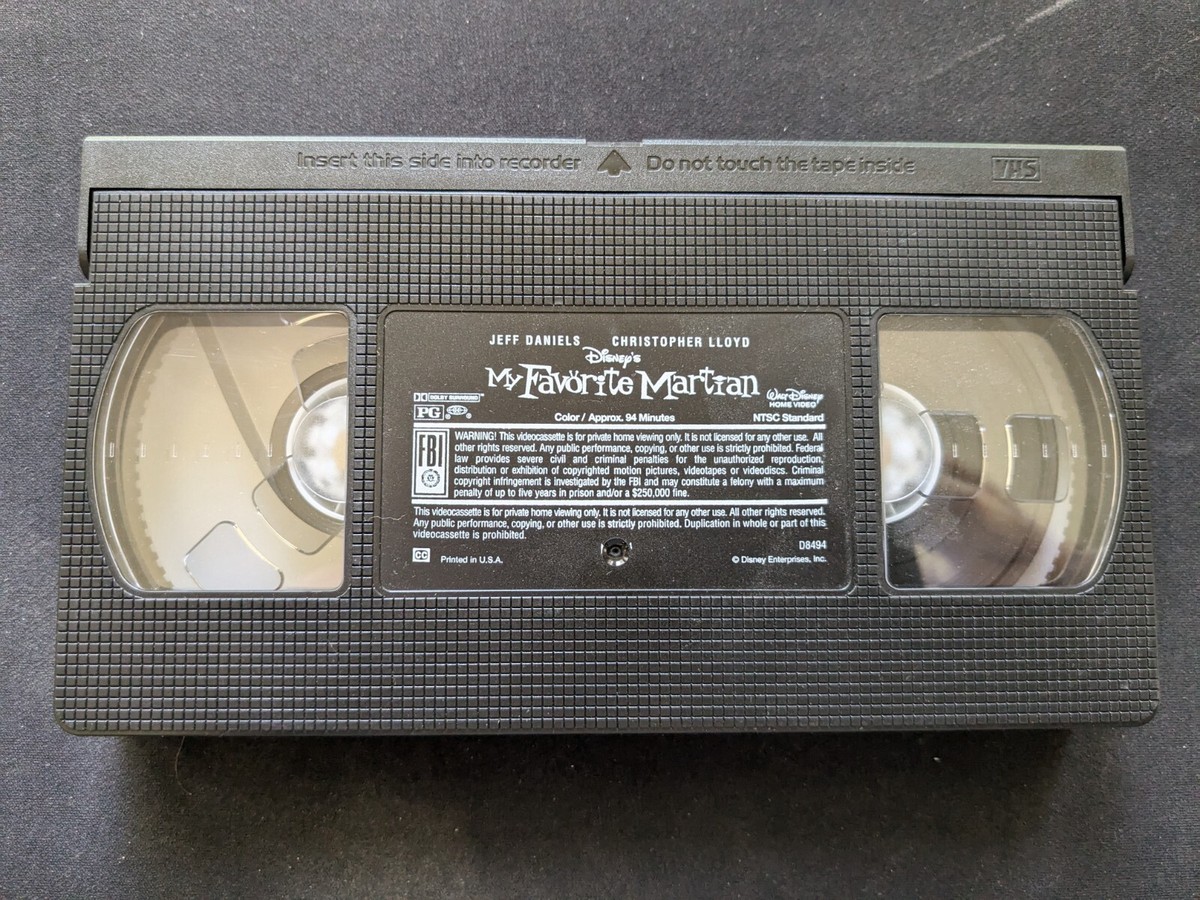 Insert this side into recorder Do not touch the tape inside VHS
JEFF DANIELS CHRISTOPHER LLOYD
Disney's
My Favorite Martian
DOLBY SURROUND
Walt Disney
HOME VIDEO
PG
Color / Approx. 94 Minutes NTSC Standard
FBI
WARNING! This videocassette is for private home viewing only. It is not licensed for any other use. All
other rights reserved. Any public performance, copying, or other use is strictly prohibited. Federal
law provides severe civil and criminal penalties for the unauthorized reproduction,
distribution or exhibition of copyrighted motion pictures, videotapes or videodiscs. Criminal
copyright infringement is investigated by the FBI and may constitute a felony with a maximum
penalty of up to five years in prison and/or a $250,000 fine.
This videocassette is for private home viewing only. It is not licensed for any other use. All other rights reserved.
Any public performance, copying, or other use is strictly prohibited. Duplication in whole or part of this
videocassette is prohibited.
D8494
CC Printed in U.S.A. © Disney Enterprises, Inc.